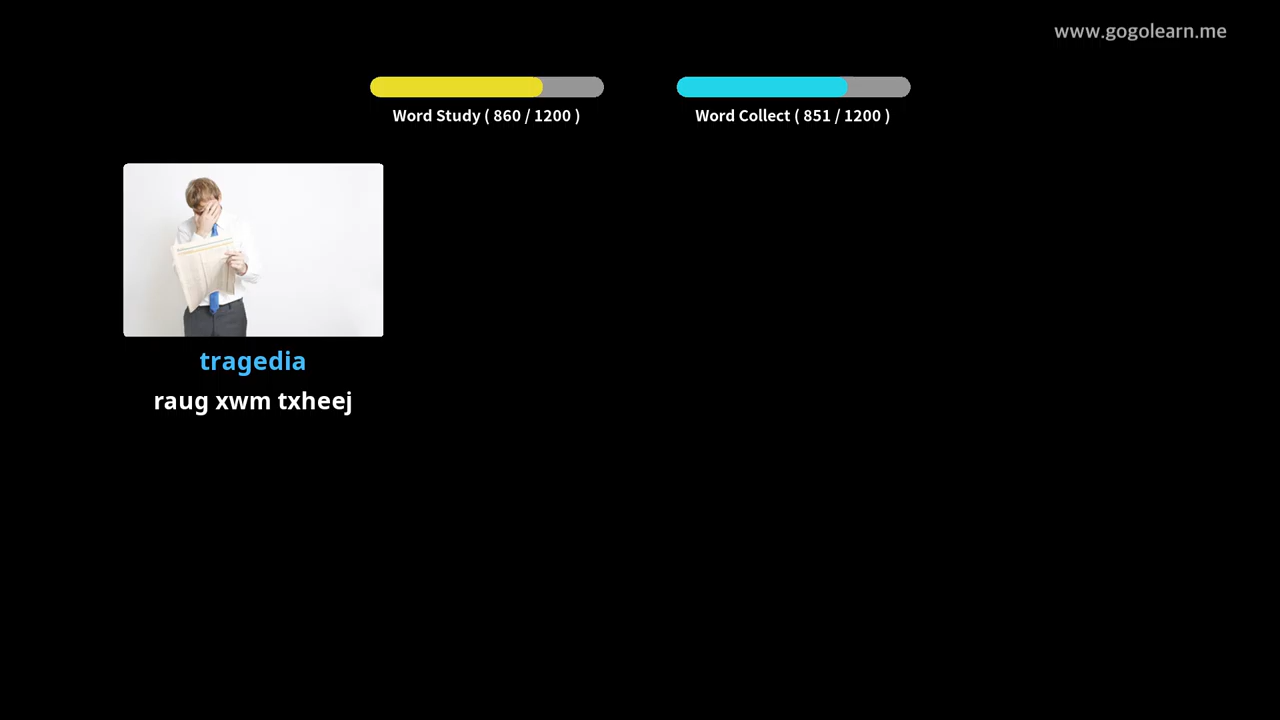 www.gogolearn.me
Word Study ( 860 / 1200 )
Word Collect ( 851 / 1200 )
tragedia
raug xwm txheej